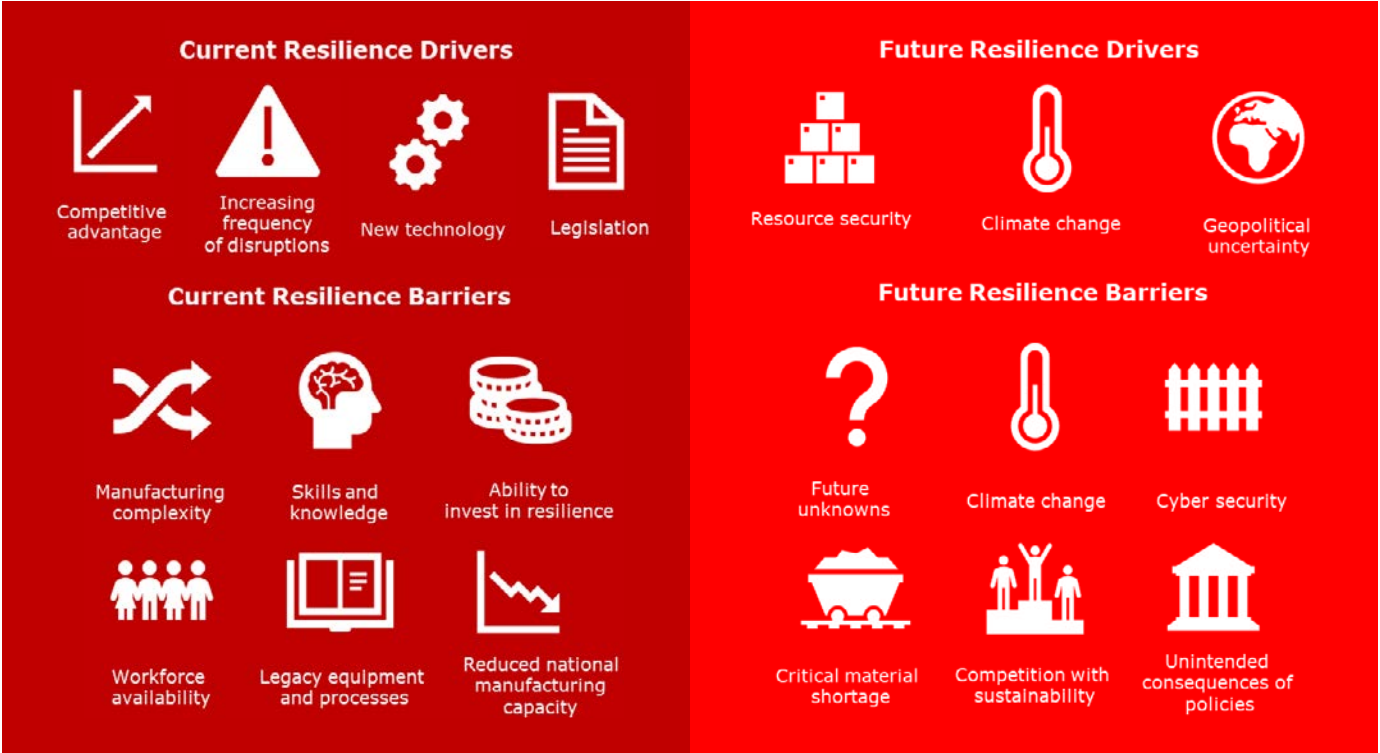 Current Resilience Drivers
Competitive
advantage
Increasing
frequency
of disruptions
New technology
Legislation
Current Resilience Barriers
Manufacturing
complexity
Skills and
knowledge
Ability to
invest in resilience
Workforce
availability
Legacy equipment
and processes
Reduced national
manufacturing
capacity
Future Resilience Drivers
Resource security
Climate change
Geopolitical
uncertainty
Future Resilience Barriers
Future
unknowns
Climate change
Cyber security
Critical material
shortage
Competition with
sustainability
Unintended
consequences of
policies